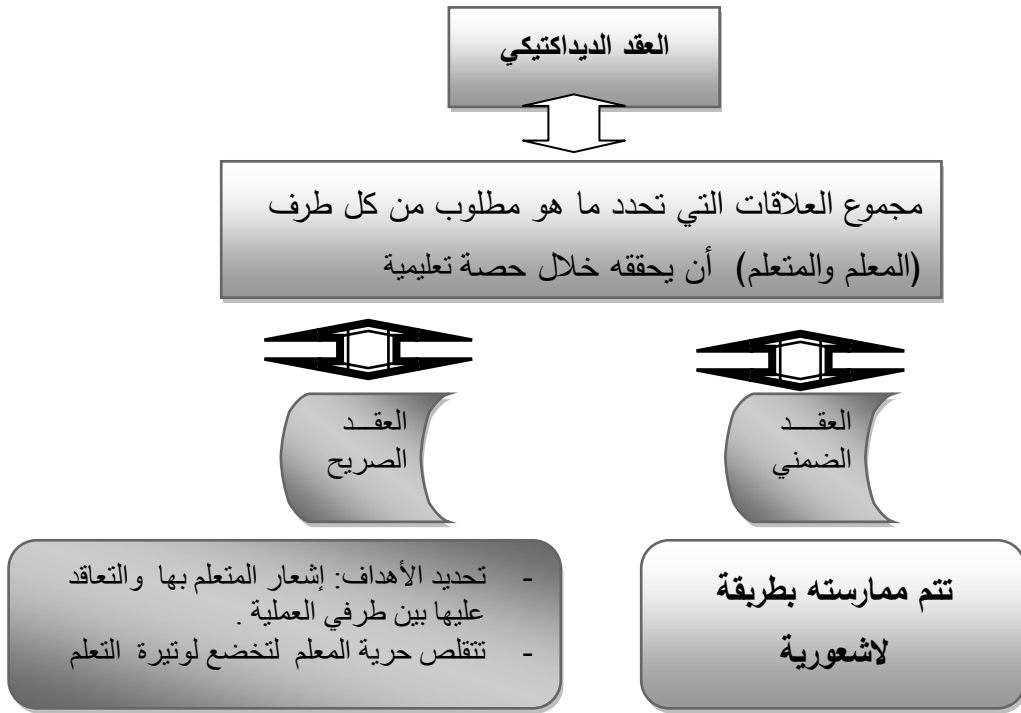 العقد الديداكتيكي
مجموع العلاقات التي تحدد ما هو مطلوب من كل طرف
(المعلم والمتعلم) أن يحققه خلال حصة تعليمية
العقـــد
الضمني
العقـــد
الصريح
تتم ممارسته بطريقة
لاشعورية
- تحديد الأهداف: إشعار المتعلم بها والتعاقد
عليها بين طرفي العملية .
- تتقلص حرية المعلم لتخضع لوتيرة التعلم